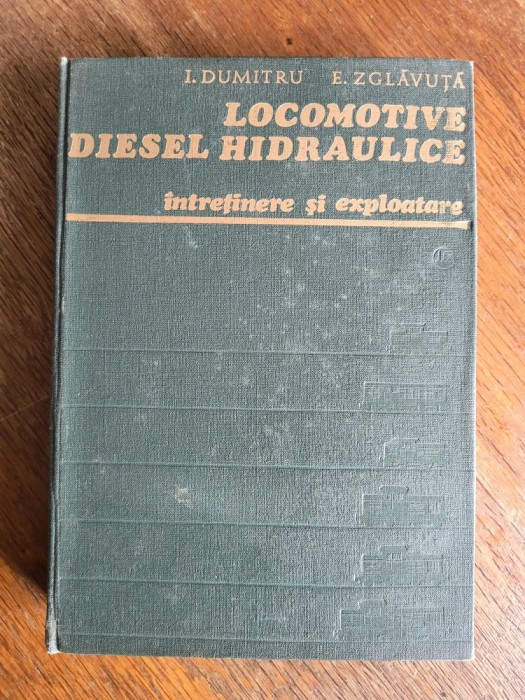 I. DUMITRU E. ZGLĂVUȚĂ
LOCOMOTIVE
DIESEL HIDRAULICE
întreținere și exploatare